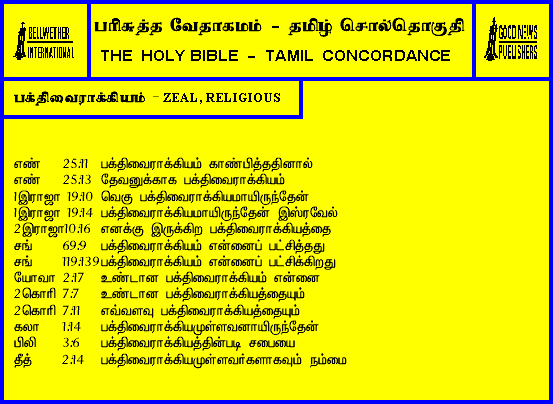 BELLWETHER
INTERNATIONAL
பரிசுத்த வேதாகமம் - தமிழ் சொல்தொகுதி
THE HOLY BIBLE - TAMIL CONCORDANCE
GOOD NEWS
PUBLISHERS
பக்திவைராக்கியம் - ZEAL, RELIGIOUS
எண் 25:11 பக்திவைராக்கியம் காண்பித்ததினால்
எண் 25:13 தேவனுக்காக பக்திவைராக்கியம்
1இராஜா 19:10 வெகு பக்திவைராக்கியமாயிருந்தேன்
1இராஜா 19:14 பக்திவைராக்கியமாயிருந்தேன் இஸ்ரவேல்
2இராஜா10:16 எனக்கு இருக்கிற பக்திவைராக்கியத்தை
சங் 69:9 பக்திவைராக்கியம் என்னைப் பட்சித்தது
சங் 119:139 பக்திவைராக்கியம் என்னைப் பட்சிக்கிறது
யோவா 2:17 உண்டான பக்திவைராக்கியம் என்னை
2கொரி 7:7 உண்டான பக்திவைராக்கியத்தையும்
2கொரி 7:11 எவ்வளவு பக்திவைராக்கியத்தையும்
கலா 1:14 பக்திவைராக்கியமுள்ளவனாயிருந்தேன்
பிலி 3:6 பக்திவைராக்கியத்தின்படி சபையை
தீத் 2:14 பக்திவைராக்கியமுள்ளவர்களாகவும் நம்மை